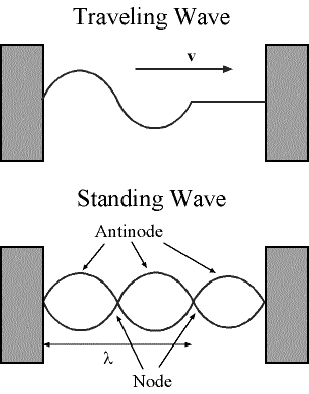 Traveling Wave
v
Standing Wave
Antinode
λ
Node